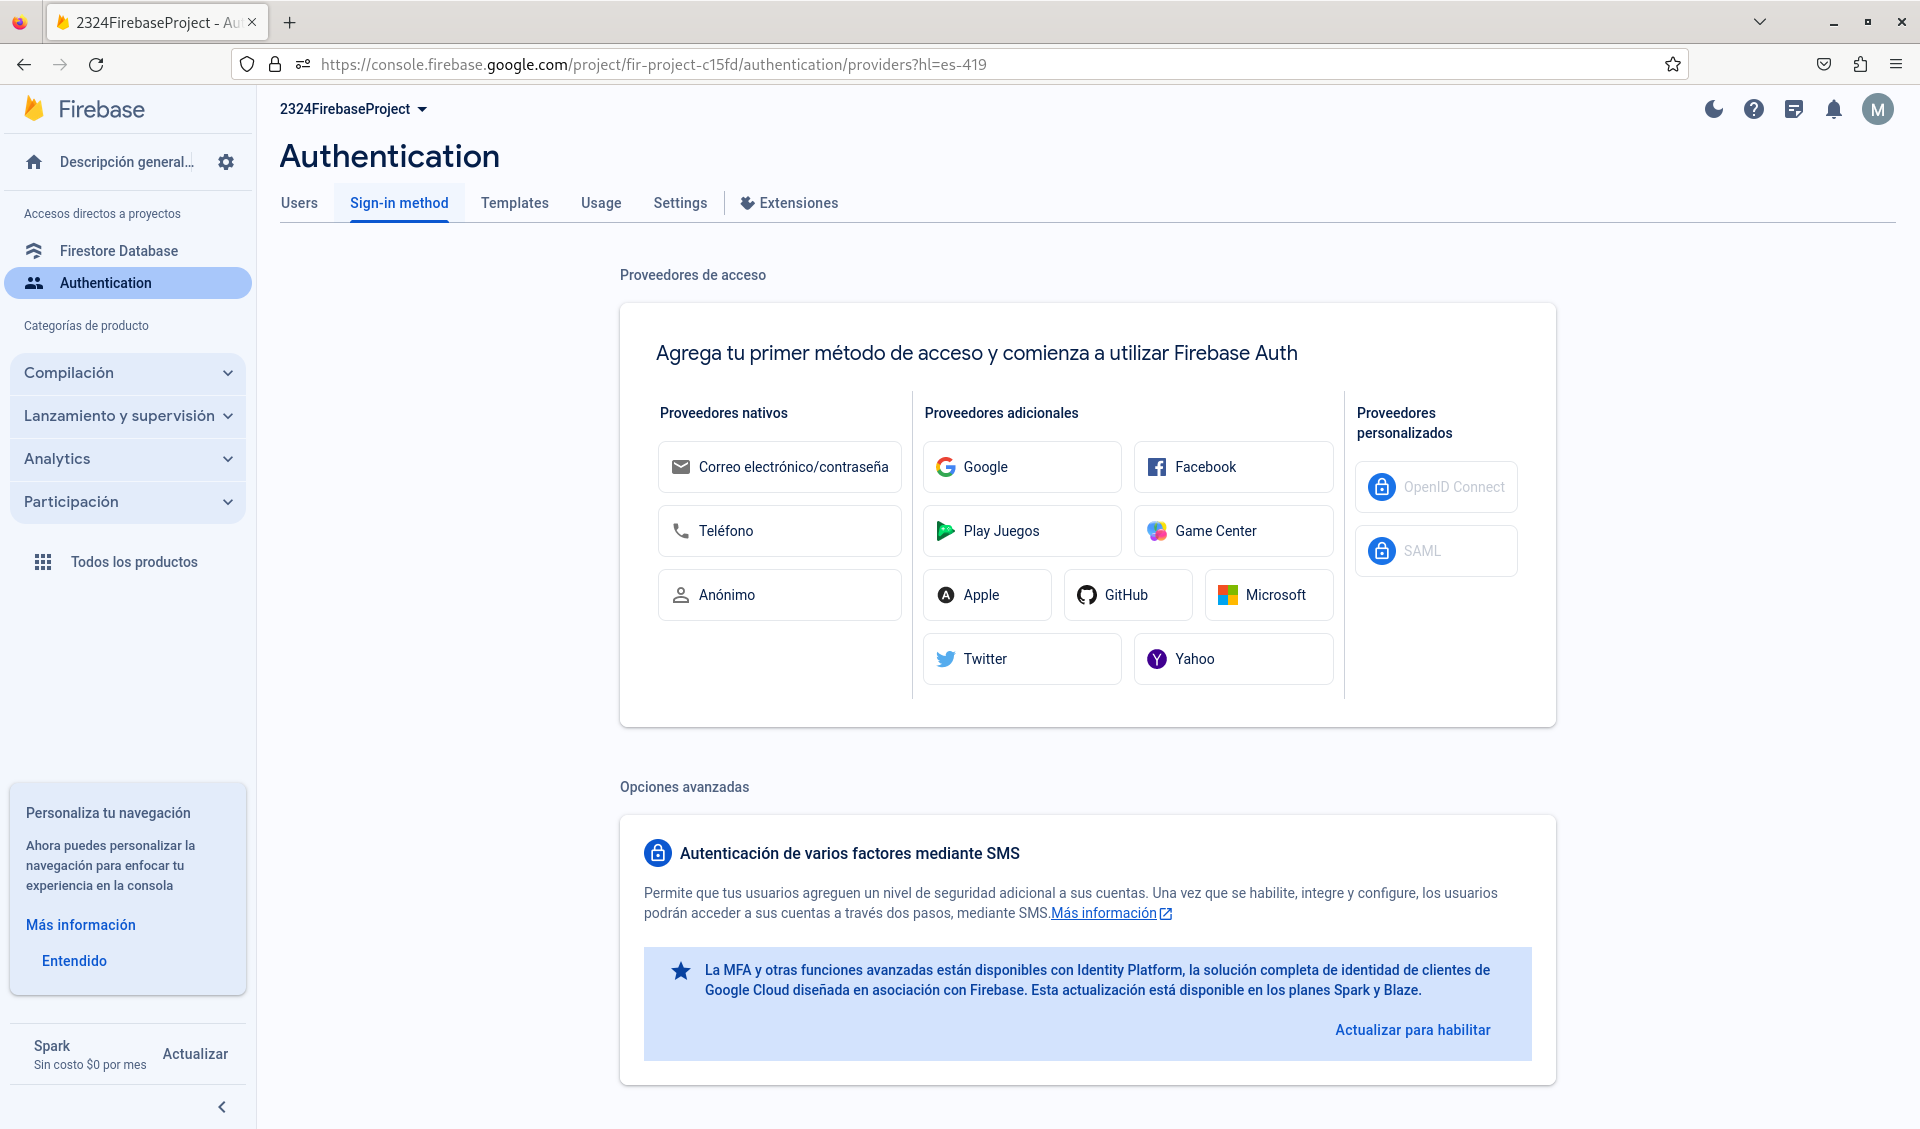 2324FirebaseProject - Au
https://console.firebase.google.com/project/fir-project-c15fd/authentication/providers?hl=es-419
Firebase
Descripción general...
Accesos directos a proyectos
Firestore Database
Authentication
Categorías de producto
Compilación
Lanzamiento y supervisión
Analytics
Participación
Todos los productos
Personaliza tu navegación
Ahora puedes personalizar la
navegación para enfocar tu
experiencia en la consola
Más información
Entendido
Spark
Sin costo $0 por mes
Actualizar
2324FirebaseProject
M
Authentication
Users
Sign-in method
Templates
Usage
Settings
Extensiones
Proveedores de acceso
Agrega tu primer método de acceso y comienza a utilizar Firebase Auth
Proveedores nativos
Correo electrónico/contraseña
Teléfono
Anónimo
Proveedores adicionales
Google
Facebook
Play Juegos
Game Center
Apple
GitHub
Microsoft
Twitter
Yahoo
Proveedores
personalizados
OpenID Connect
SAML
Opciones avanzadas
Autenticación de varios factores mediante SMS
Permite que tus usuarios agreguen un nivel de seguridad adicional a sus cuentas. Una vez que se habilite, integre y configure, los usuarios
podrán acceder a sus cuentas a través dos pasos, mediante SMS.Más información
La MFA y otras funciones avanzadas están disponibles con Identity Platform, la solución completa de identidad de clientes de
Google Cloud diseñada en asociación con Firebase. Esta actualización está disponible en los planes Spark y Blaze.
Actualizar para habilitar